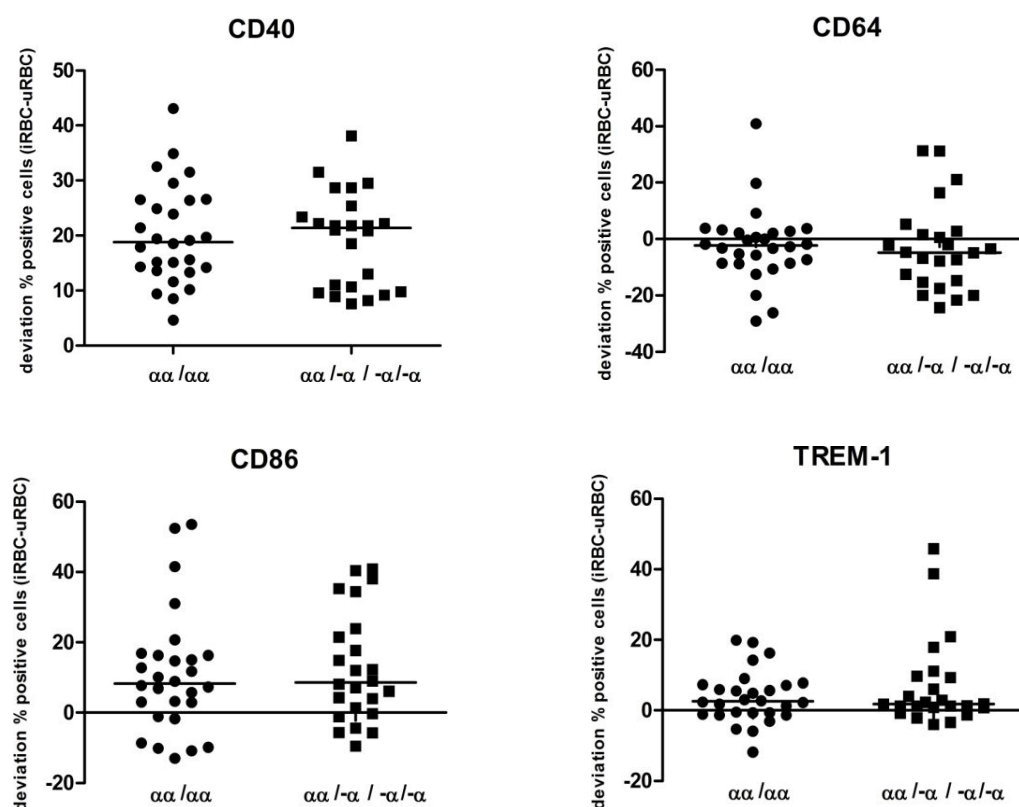 CD40
deviation % positive cells (iRBC-uRBC)
50
40
30
20
10
0
αα /αα
αα /-α / -α/-α
CD64
deviation % positive cells (iRBC-uRBC)
60
40
20
0
-20
-40
αα /αα
αα /-α / -α/-α
CD86
deviation % positive cells (iRBC-uRBC)
60
40
20
0
-20
αα /αα
αα /-α / -α/-α
TREM-1
deviation % positive cells (iRBC-uRBC)
60
40
20
0
-20
αα /αα
αα /-α / -α/-α